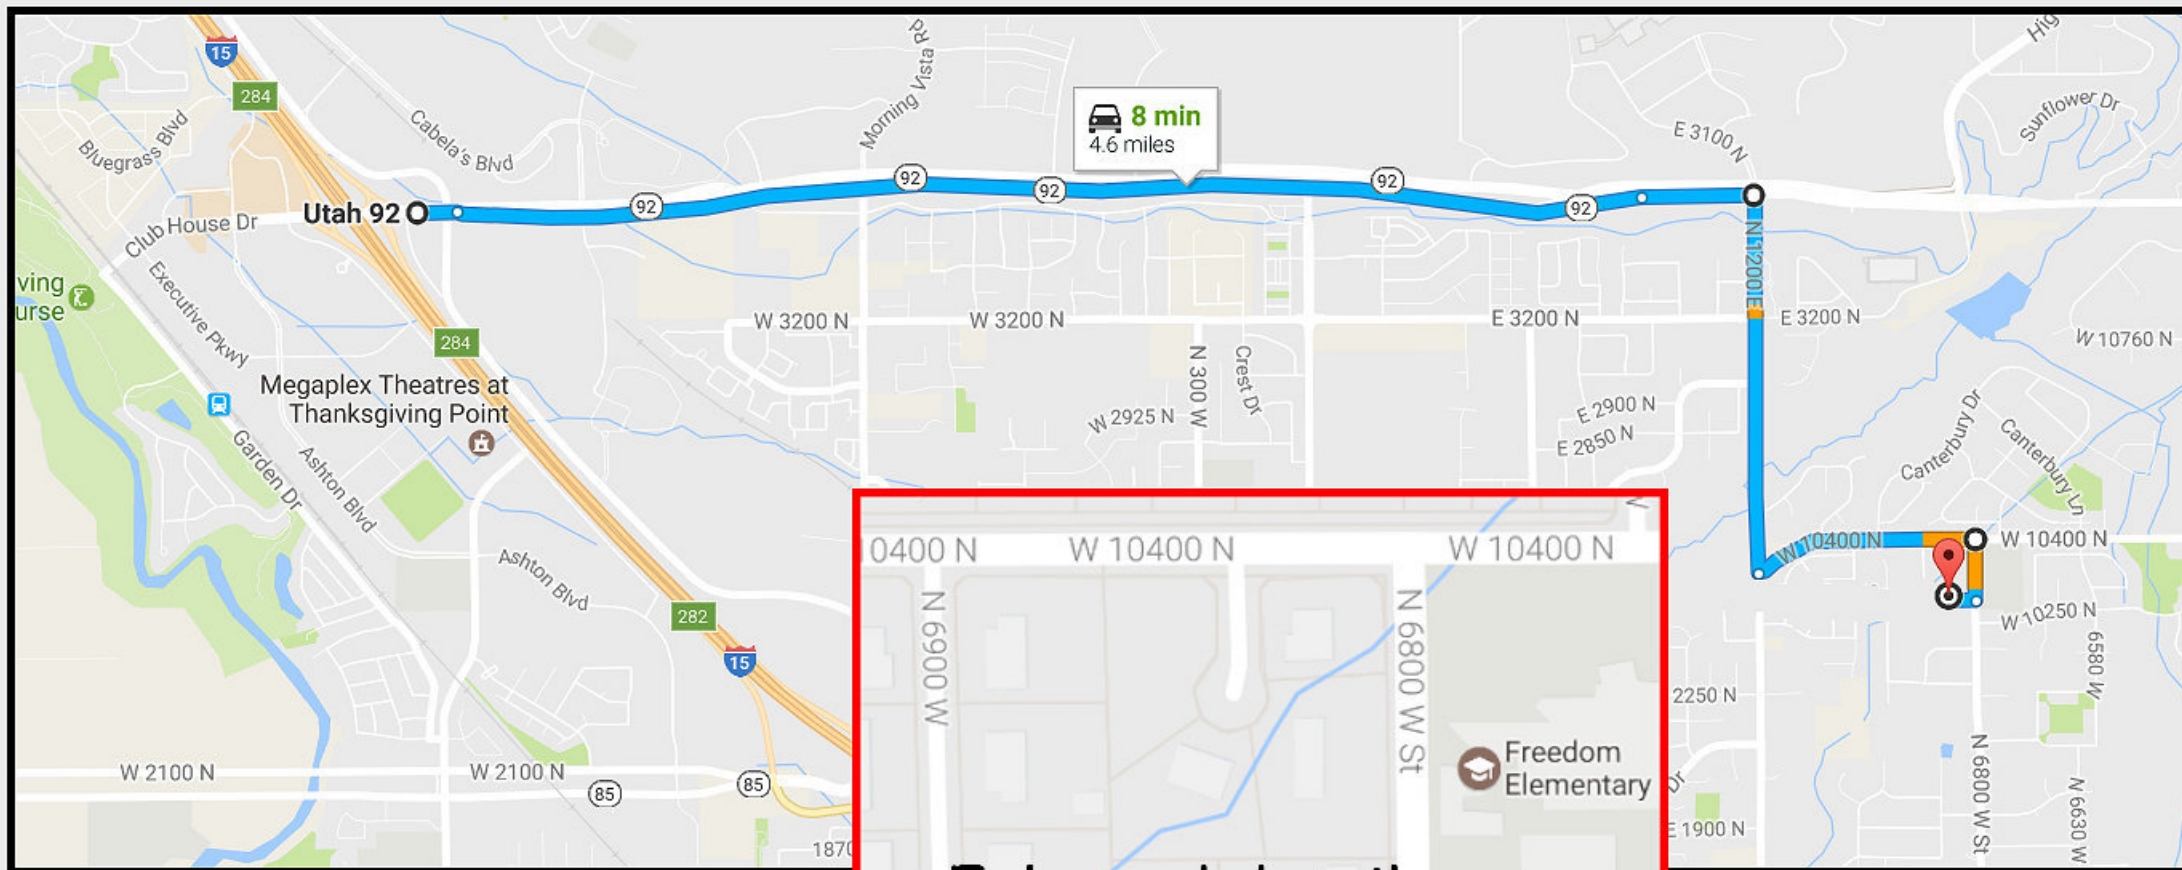 15
284
Bluegrass Blvd
Cabela's Blvd
Morning Vista Rd
8 min
4.6 miles
E 3100 N
Sunflower Dr
Utah 92
92
92
92
92
92
Club House Dr
Executive Pkwy
N 1200 E
ving
urse
284
W 3200 N
W 3200 N
E 3200 N
E 3200 N
W 10760 N
Megaplex Theatres at
Thanksgiving Point
N 300 W
Crest Dr
W 2925 N
E 2900 N
E 2850 N
Canterbury Dr
Canterbury Ln
Garden Dr
Ashton Blvd
Ashton Blvd
W 10400 N
W 10400 N
0400 N
W 10400 N
W 10400 N
N 6900 W
N 6800 W St
Freedom
Elementary
282
15
W 10250 N
6580 W
2250 N
N 6800 W St
N 6630 W
W 2100 N
W 2100 N
85
85
Dr
E 1900 N
1870